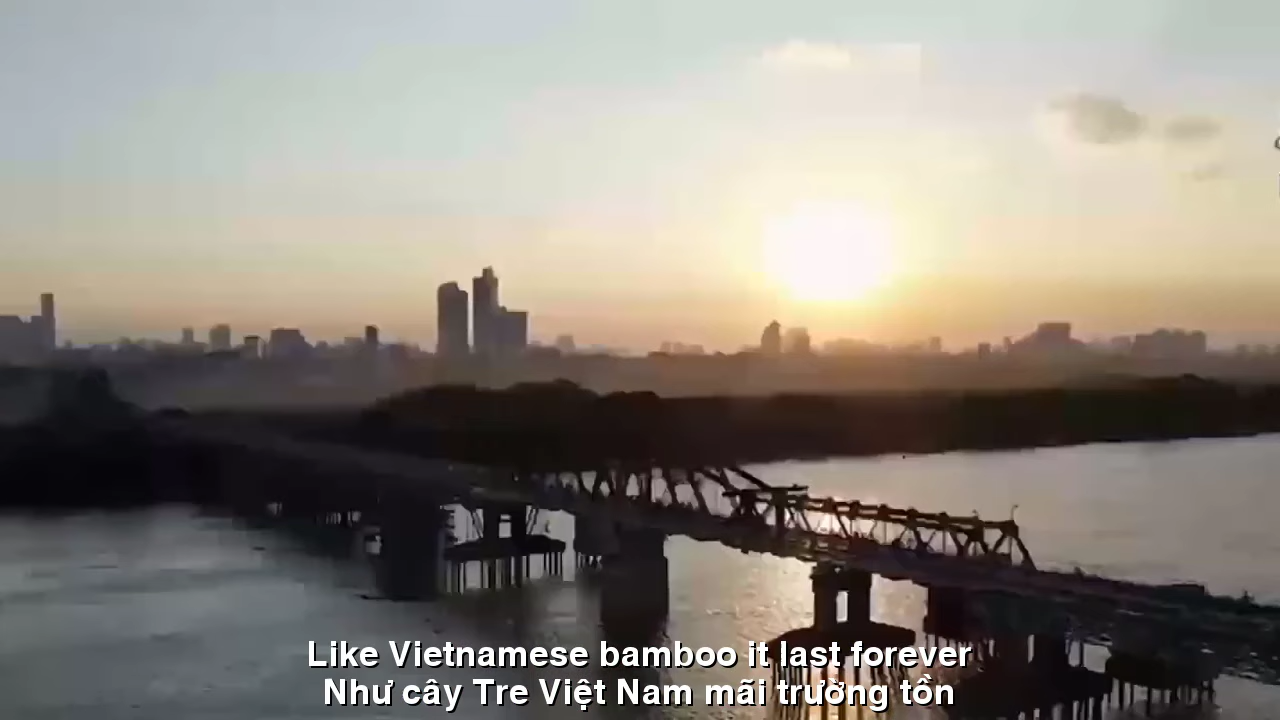 Like Vietnamese bamboo it last forever
Như cây Tre Việt Nam mãi trường tồn